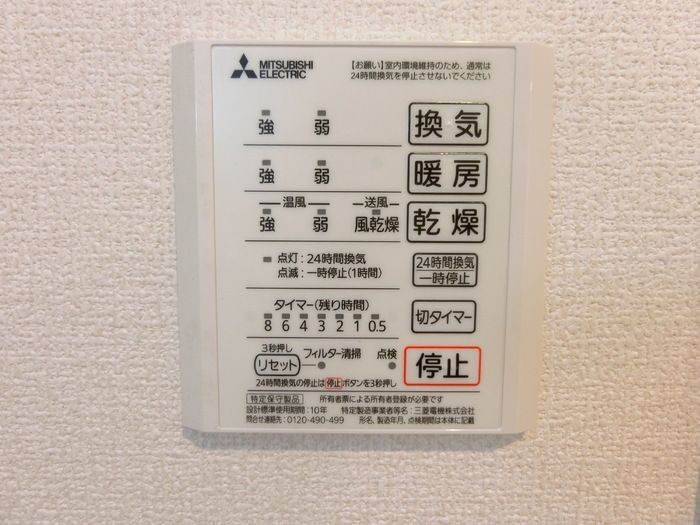 MITSUBISHI
ELECTRIC
【お願い】室内環境維持のため、通常は
24時間換気を停止させないでください
強 弱 換気
強 弱 暖房
温風 送風
強 弱 風乾燥 乾燥
点灯:24時間換気
点滅:一時停止(1時間)
24時間換気
一時停止
タイマー(残り時間)
8 6 4 3 2 1 0.5
切タイマー
3秒押し
リセット フィルター清掃 点検
停止
24時間換気の停止は停止ボタンを3秒押し
特定保守製品 所有者票による所有者登録が必要です
設計標準使用期間:10年 特定製造事業者等名:三菱電機株式会社
問合せ連絡先:0120-490-499 形名、製造年月、点検期間は本体に記載